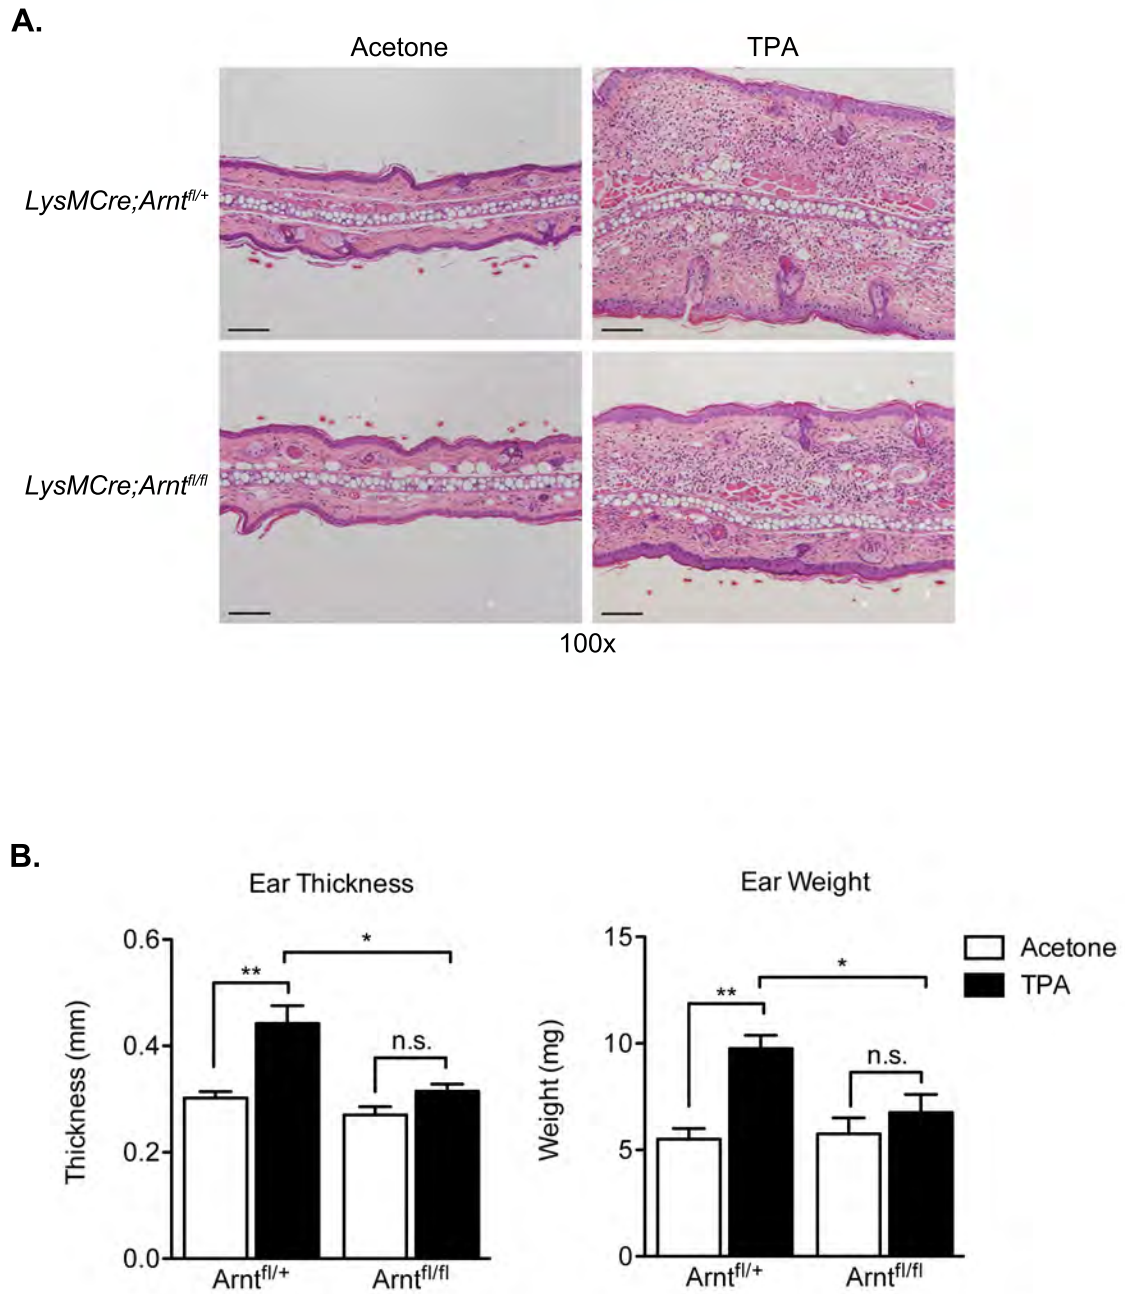 A.
Acetone TPA
LysMCre;Arntfl/+
LysMCre;Arntfl/fl
100x
B.
Ear Thickness
Thickness (mm)
0.6
0.4
0.2
0.0
**
*
n.s.
Arntfl/+ Arntfl/fl
Ear Weight
Weight (mg)
15
10
5
0
**
*
n.s.
Arntfl/+ Arntfl/fl
Acetone
TPA